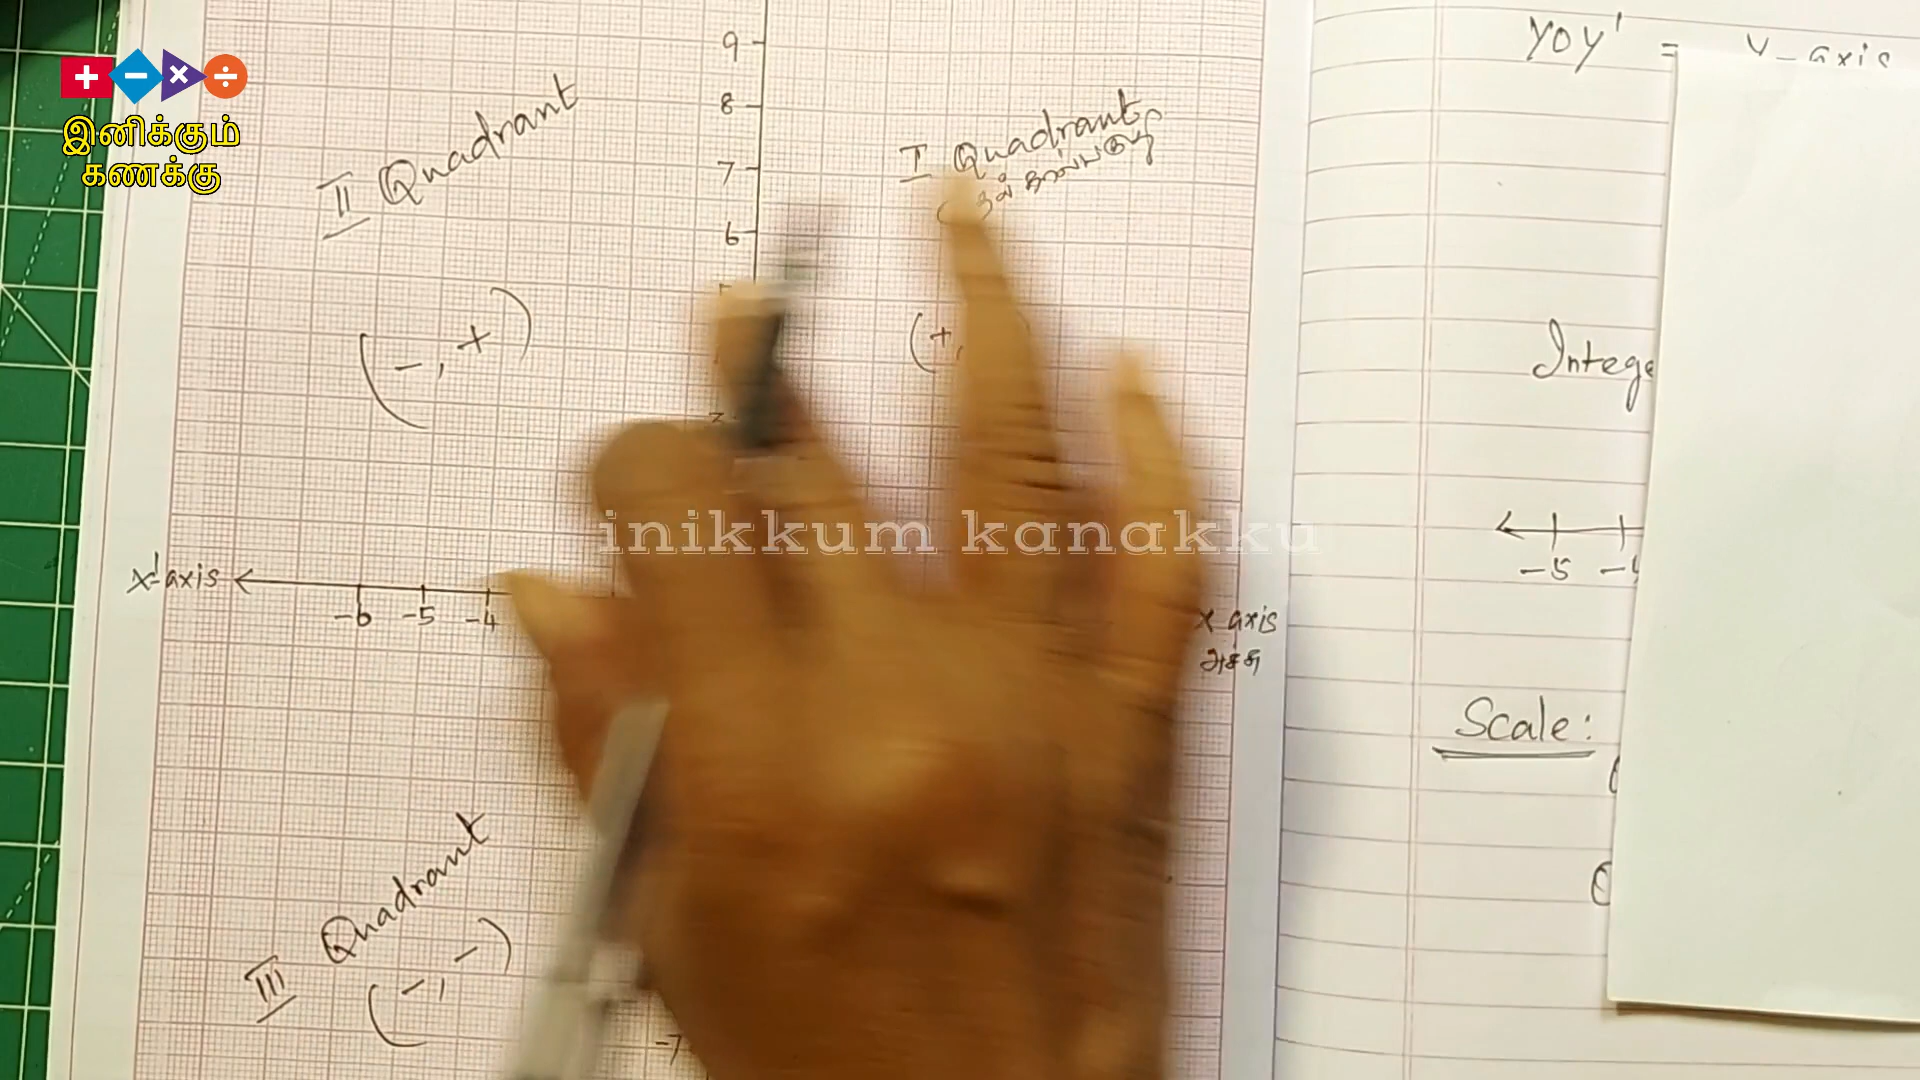 + − × ÷
இனிக்கும்
கணக்கு
9
8
7
6
II Quadrant
I Quadrant
(−, +)
(+,
inikkum kanakku
x' axis
-6 -5 -4
x axis
அச்சு
III Quadrant
(−, −)
-7
YOY' =
-5
Scale: